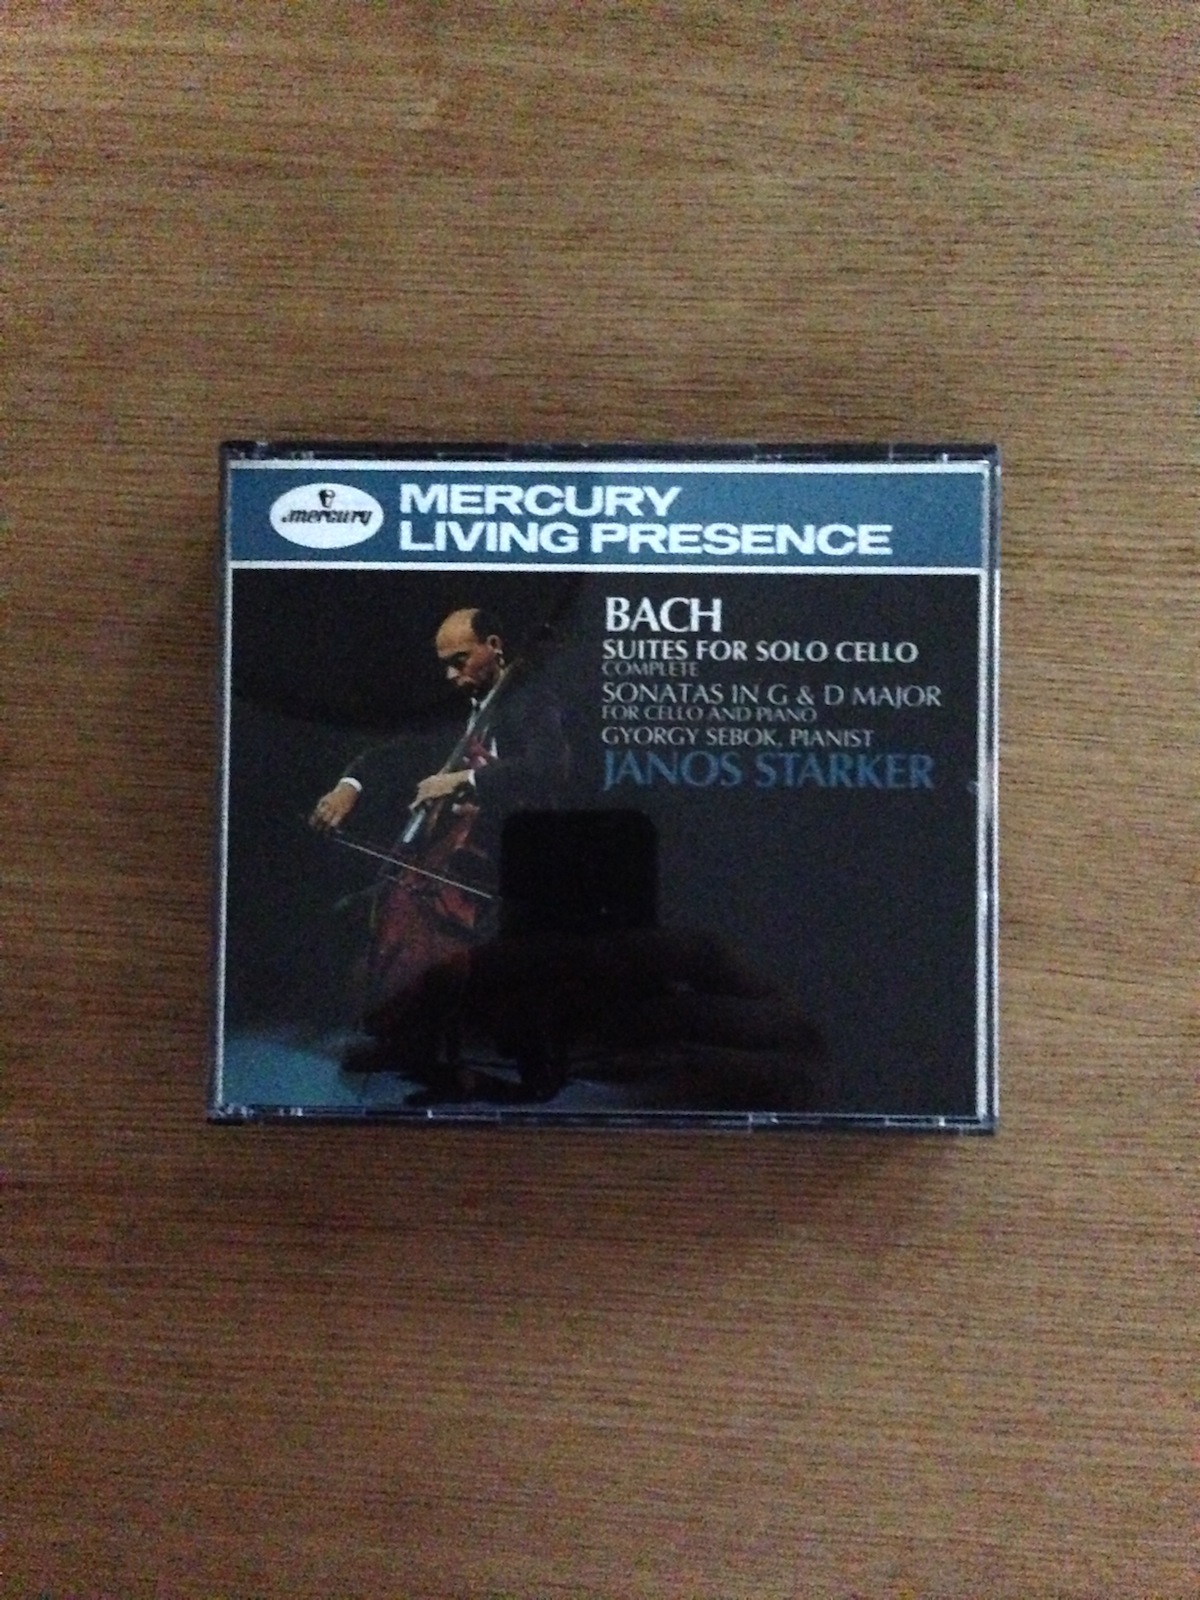 mercury
MERCURY
LIVING PRESENCE
BACH
SUITES FOR SOLO CELLO
COMPLETE
SONATAS IN G & D MAJOR
FOR CELLO AND PIANO
GYORGY SEBOK, PIANIST
JANOS STARKER